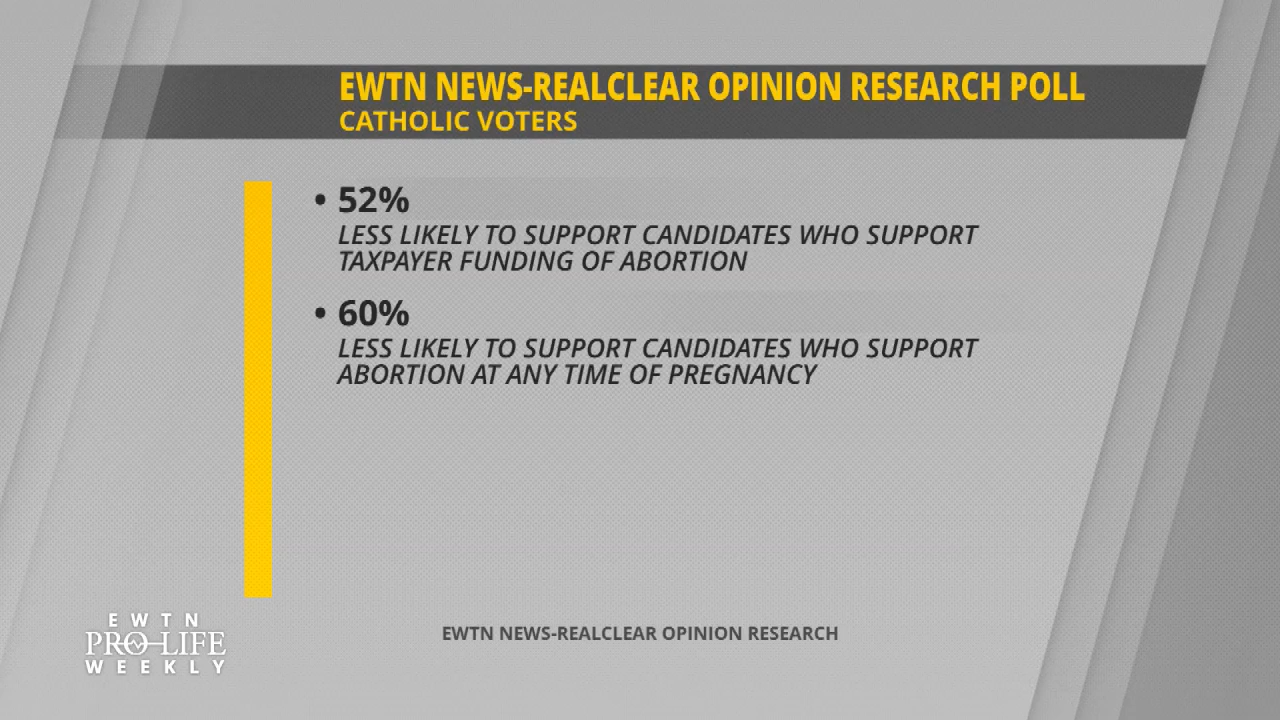 EWTN NEWS-REALCLEAR OPINION RESEARCH POLL
CATHOLIC VOTERS
• 52%
LESS LIKELY TO SUPPORT CANDIDATES WHO SUPPORT
TAXPAYER FUNDING OF ABORTION
• 60%
LESS LIKELY TO SUPPORT CANDIDATES WHO SUPPORT
ABORTION AT ANY TIME OF PREGNANCY
EWTN
PRO-LIFE
WEEKLY
EWTN NEWS-REALCLEAR OPINION RESEARCH